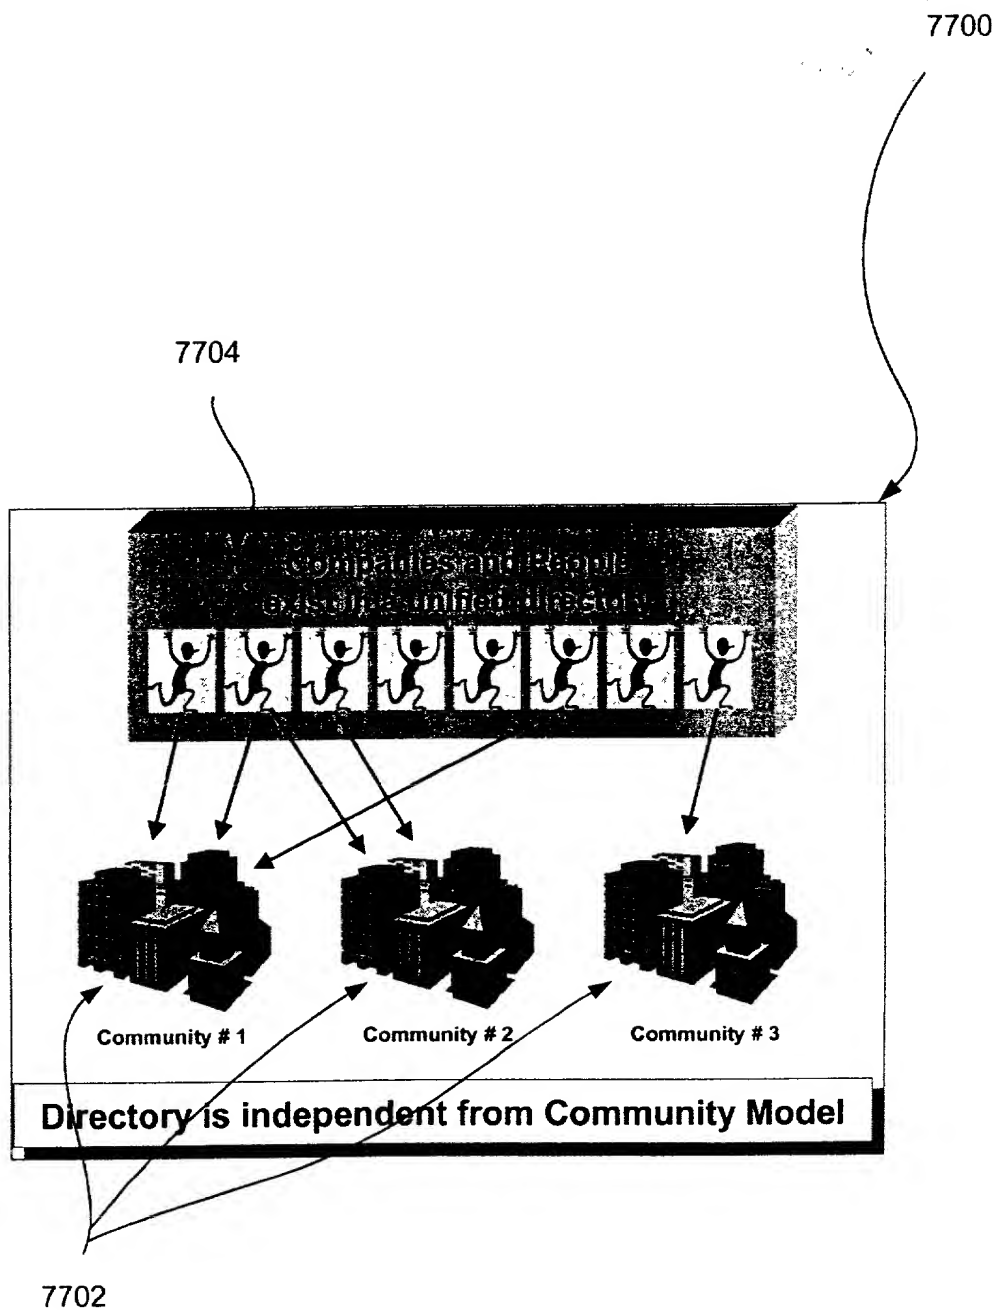 7700
7704
Companies and People
exist in a unified directory
Community # 1
Community # 2
Community # 3
Directory is independent from Community Model
7702